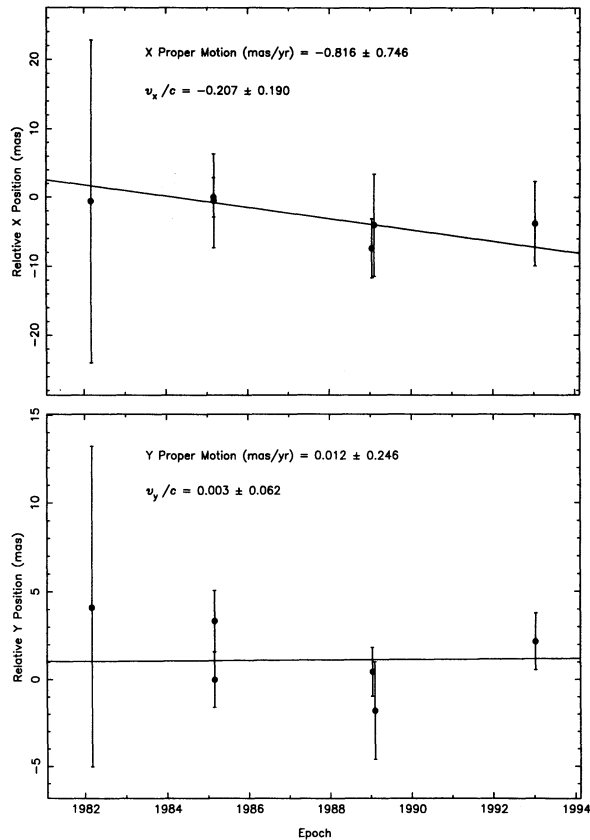 X Proper Motion (mas/yr) = −0.816 ± 0.746
v_x/c = −0.207 ± 0.190
Relative X Position (mas)
20
10
0
−10
−20
Y Proper Motion (mas/yr) = 0.012 ± 0.246
v_y/c = 0.003 ± 0.062
Relative Y Position (mas)
15
10
5
0
−5
1982 1984 1986 1988 1990 1992 1994
Epoch